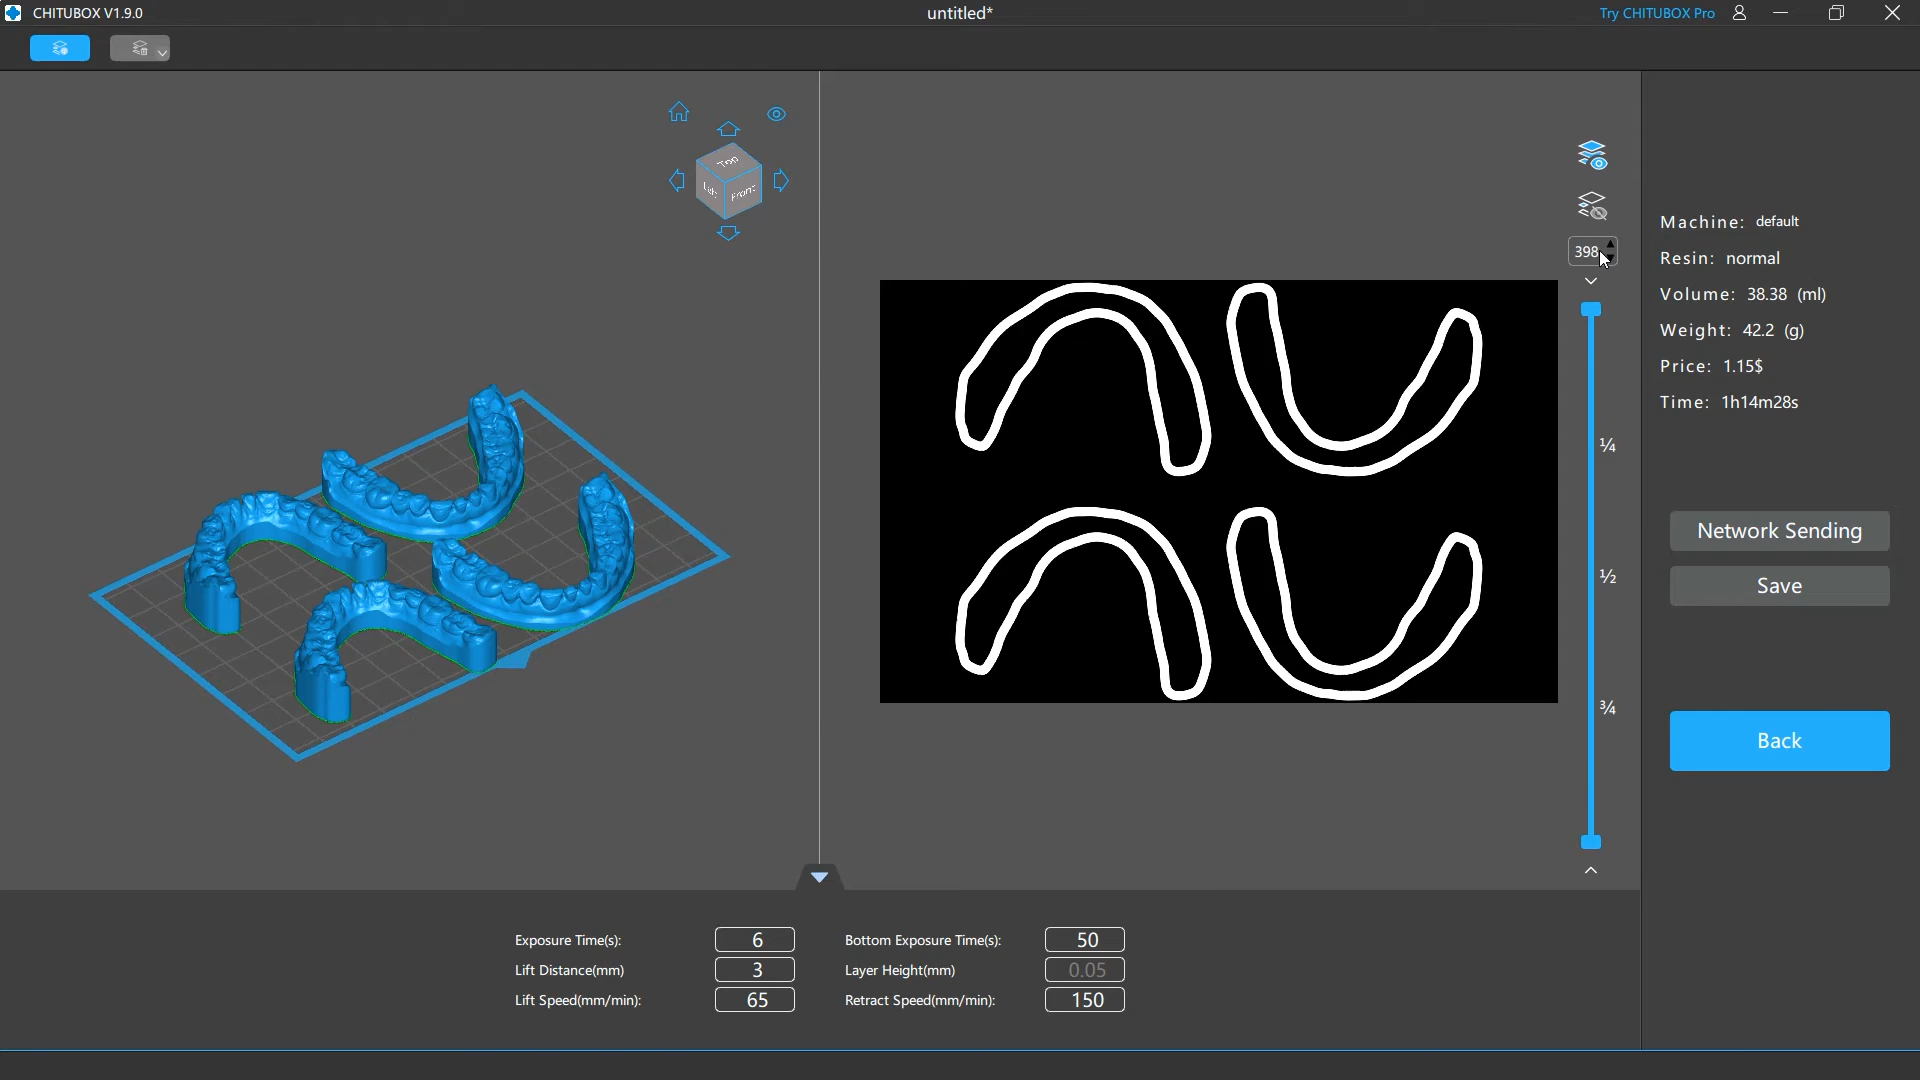 CHITUBOX V1.9.0
untitled*
Try CHITUBOX Pro
Top
Left
Front
398
Machine: default
Resin: normal
Volume: 38.38 (ml)
Weight: 42.2 (g)
Price: 1.15$
Time: 1h14m28s
¼
½
¾
Network Sending
Save
Back
Exposure Time(s): 6
Bottom Exposure Time(s): 50
Lift Distance(mm) 3
Layer Height(mm) 0.05
Lift Speed(mm/min): 65
Retract Speed(mm/min): 150